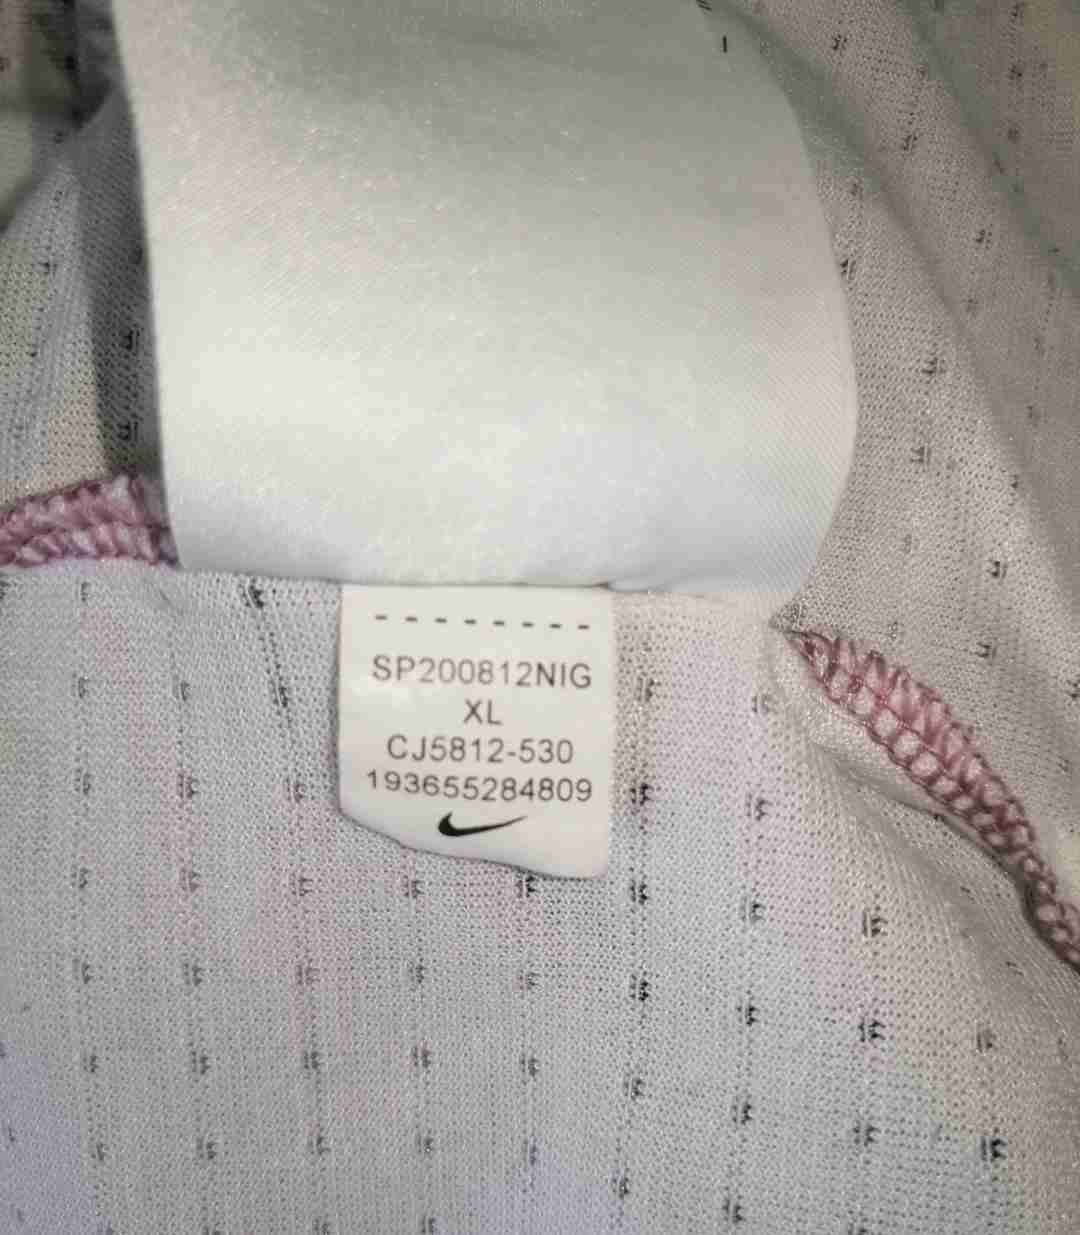 - - - - - - - -
SP200812NIG
XL
CJ5812-530
193655284809